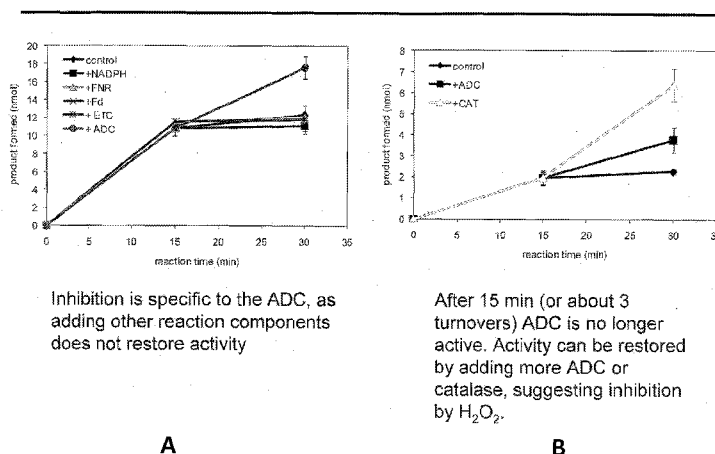 20
18
16
14
12
10
8
6
4
2
0
product formed (nmol)
control
+NADPH
+FNR
+Fd
+ETC
+ADC
0 5 10 15 20 25 30 35
reaction time (min)
Inhibition is specific to the ADC, as
adding other reaction components
does not restore activity
A
8
7
6
5
4
3
2
1
0
product formed (nmol)
control
+ADC
+CAT
0 5 10 15 20 25 30 35
reaction time (min)
After 15 min (or about 3
turnovers) ADC is no longer
active. Activity can be restored
by adding more ADC or
catalase, suggesting inhibition
by H₂O₂.
B